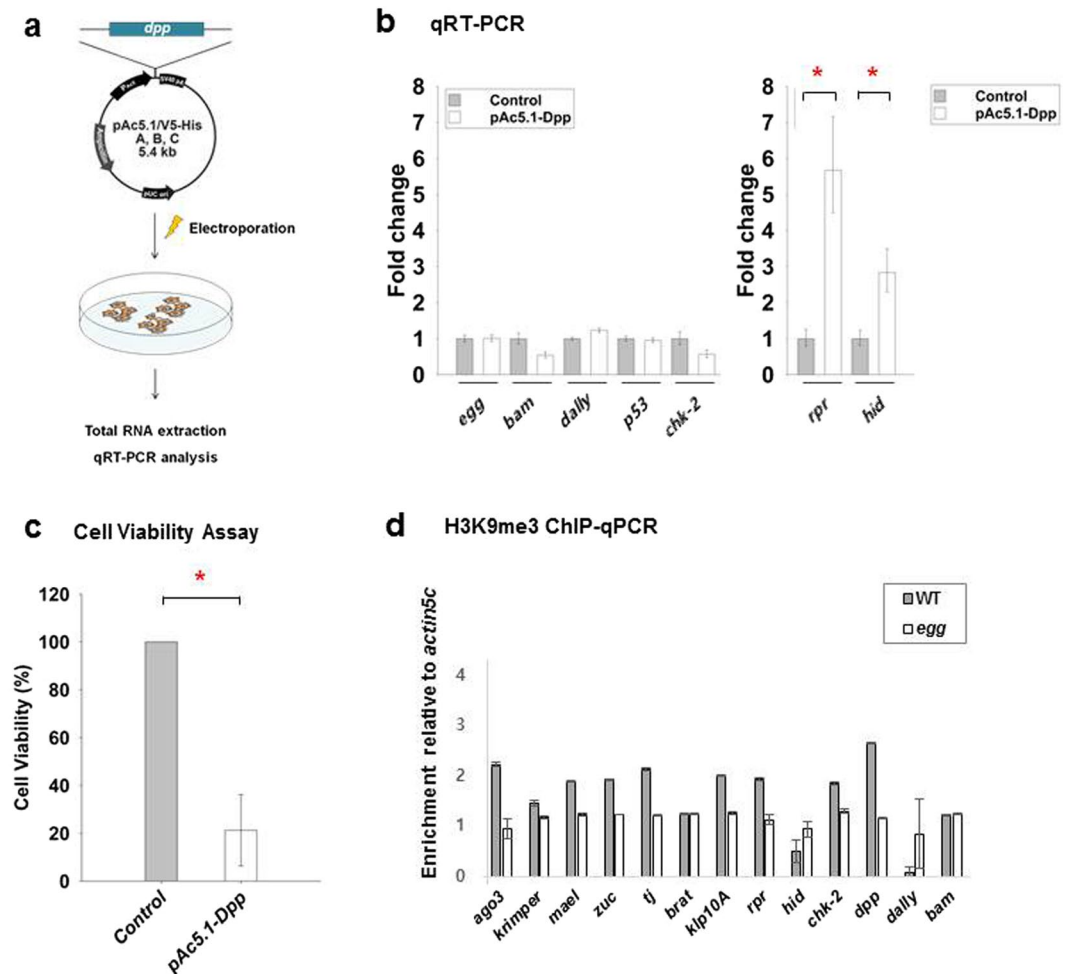 a
dpp
PAc5
SV40 pA
pAc5.1/V5-His
A, B, C
5.4 kb
pUC ori
Electroporation
Total RNA extraction
qRT-PCR analysis
b qRT-PCR
Fold change
8
7
6
5
4
3
2
1
0
Control
pAc5.1-Dpp
egg
bam
dally
p53
chk-2
Fold change
8
7
6
5
4
3
2
1
0
* *
Control
pAc5.1-Dpp
rpr
hid
c Cell Viability Assay
*
Cell Viability (%)
120
100
80
60
40
20
0
Control
pAc5.1-Dpp
d H3K9me3 ChIP-qPCR
WT
egg
Enrichment relative to actin5c
4
3
2
1
0
ago3
krimper
mael
zuc
tj
brat
klp10A
rpr
hid
chk-2
dpp
dally
bam